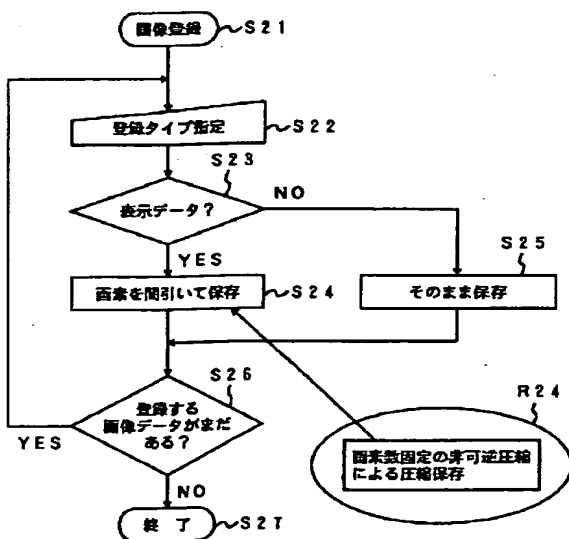 画像登録
S21
登録タイプ指定
S22
S23
表示データ?
NO
YES
S25
画素を間引いて保存
S24
そのまま保存
S26
登録する
画像データがまだ
ある?
YES
NO
R24
画素数固定の非可逆圧縮
による圧縮保存
終了
S27